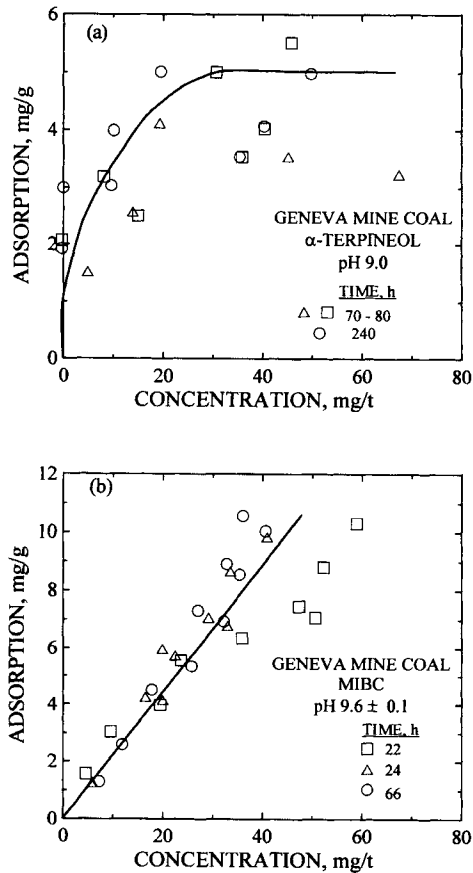 (a)
6
4
2
0
ADSORPTION, mg/g
GENEVA MINE COAL
α-TERPINEOL
pH 9.0
TIME, h
70 - 80
240
0 20 40 60 80
CONCENTRATION, mg/t
(b)
12
10
8
6
4
2
0
ADSORPTION, mg/g
GENEVA MINE COAL
MIBC
pH 9.6 ± 0.1
TIME, h
22
24
66
0 20 40 60 80
CONCENTRATION, mg/t